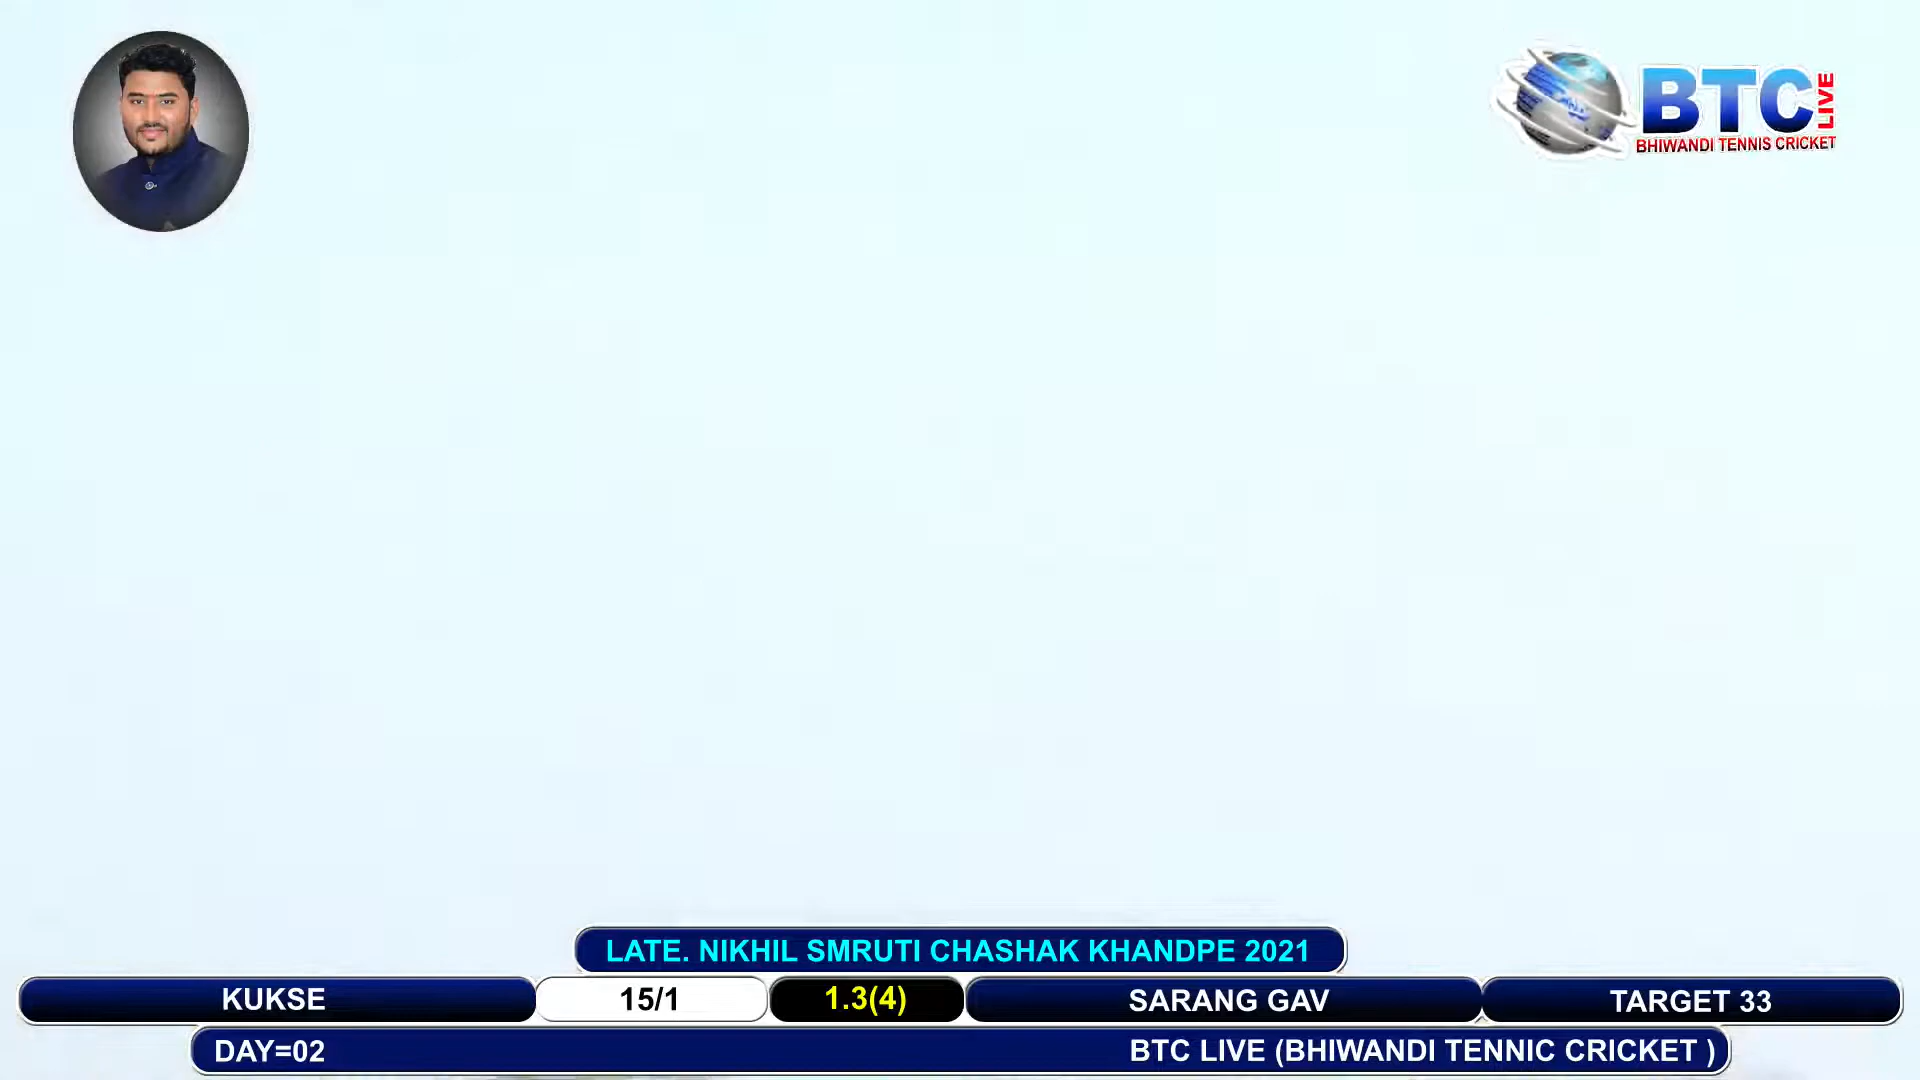 BTC LIVE
BHIWANDI TENNIS CRICKET
LATE. NIKHIL SMRUTI CHASHAK KHANDPE 2021
KUKSE 15/1 1.3(4) SARANG GAV TARGET 33
DAY=02 BTC LIVE (BHIWANDI TENNIC CRICKET )